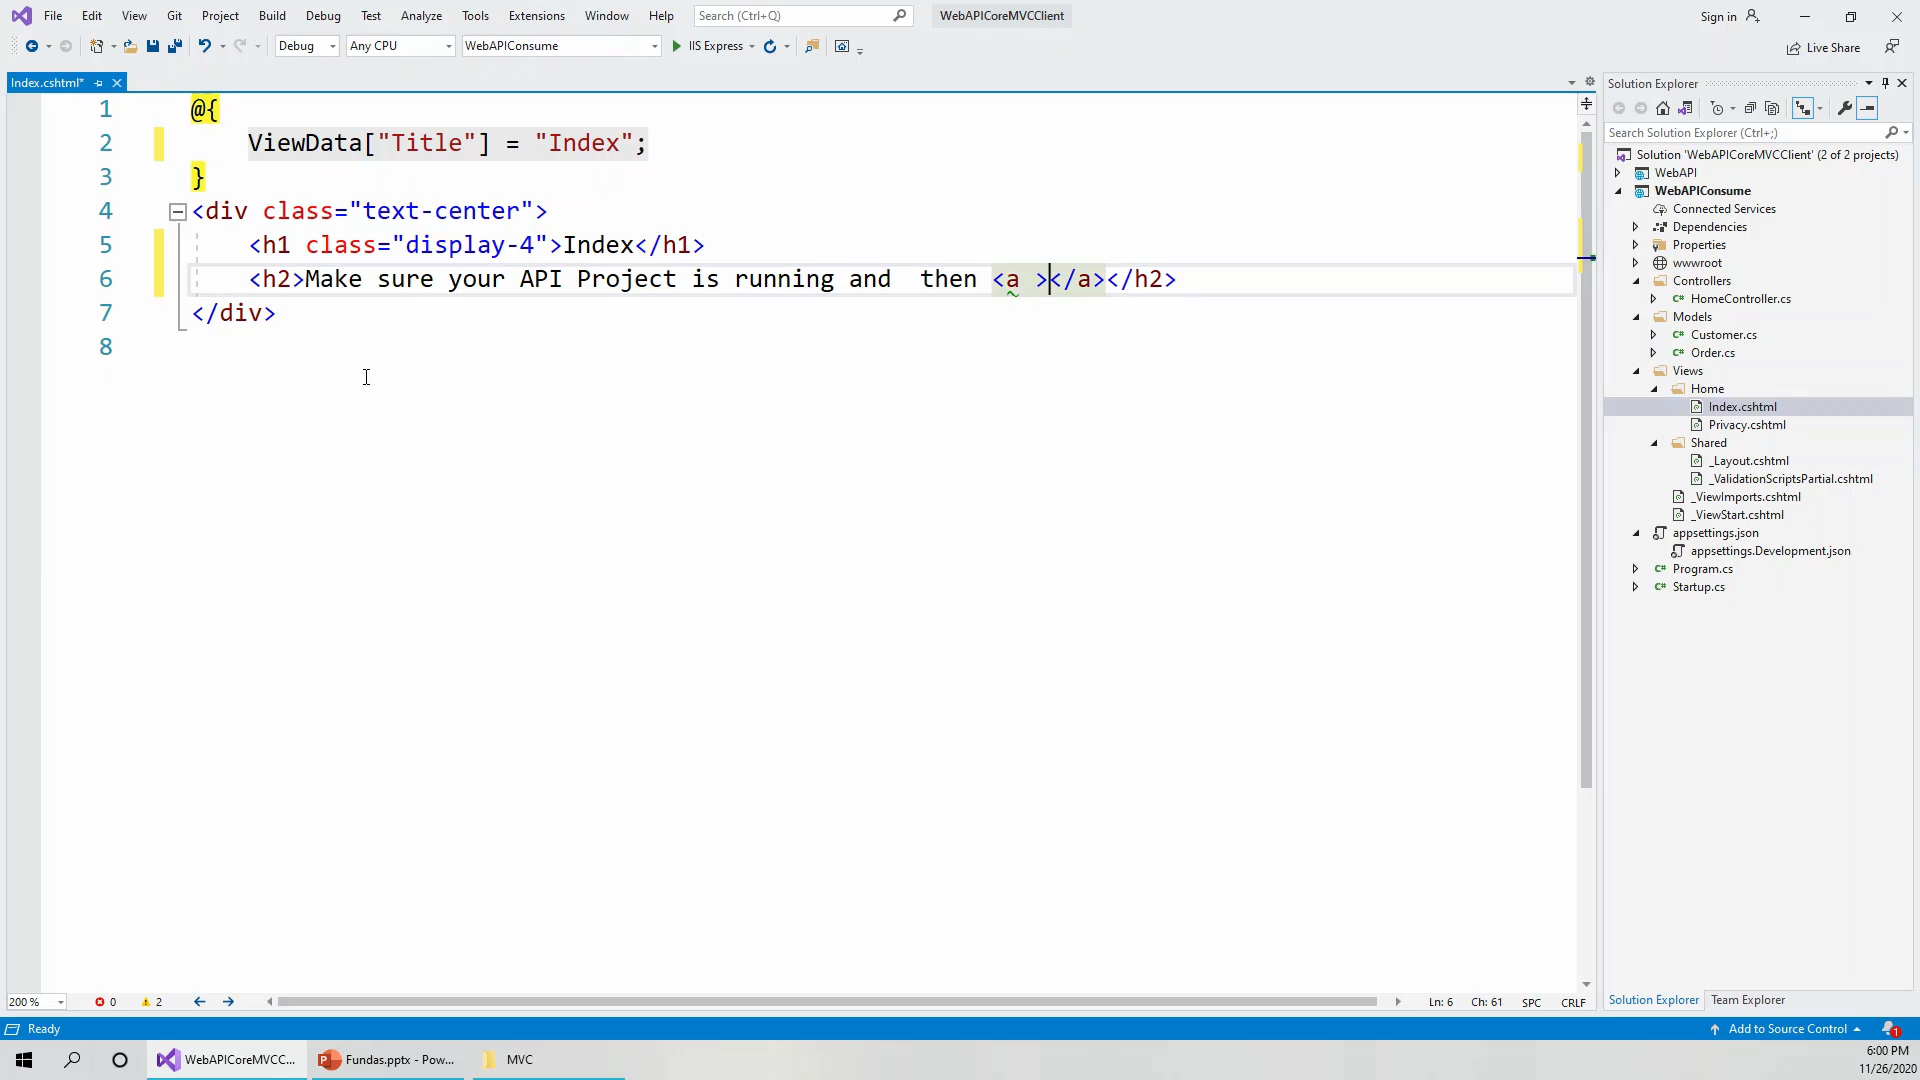 File Edit View Git Project Build Debug Test Analyze Tools Extensions Window Help Search (Ctrl+Q) WebAPICoreMVCClient Sign in
Debug Any CPU WebAPIConsume IIS Express Live Share
Index.cshtml*
1 @{
2 ViewData["Title"] = "Index";
3 }
4 <div class="text-center">
5 <h1 class="display-4">Index</h1>
6 <h2>Make sure your API Project is running and  then <a ></a></h2>
7 </div>
8
Solution Explorer
Search Solution Explorer (Ctrl+;)
Solution 'WebAPICoreMVCClient' (2 of 2 projects)
WebAPI
WebAPIConsume
Connected Services
Dependencies
Properties
wwwroot
Controllers
C# HomeController.cs
Models
C# Customer.cs
C# Order.cs
Views
Home
Index.cshtml
Privacy.cshtml
Shared
_Layout.cshtml
_ValidationScriptsPartial.cshtml
_ViewImports.cshtml
_ViewStart.cshtml
appsettings.json
appsettings.Development.json
C# Program.cs
C# Startup.cs
200 % 0 2 Ln: 6 Ch: 61 SPC CRLF
Solution Explorer Team Explorer
Ready Add to Source Control 1
WebAPICoreMVCC... Fundas.pptx - Pow... MVC
6:00 PM
11/26/2020